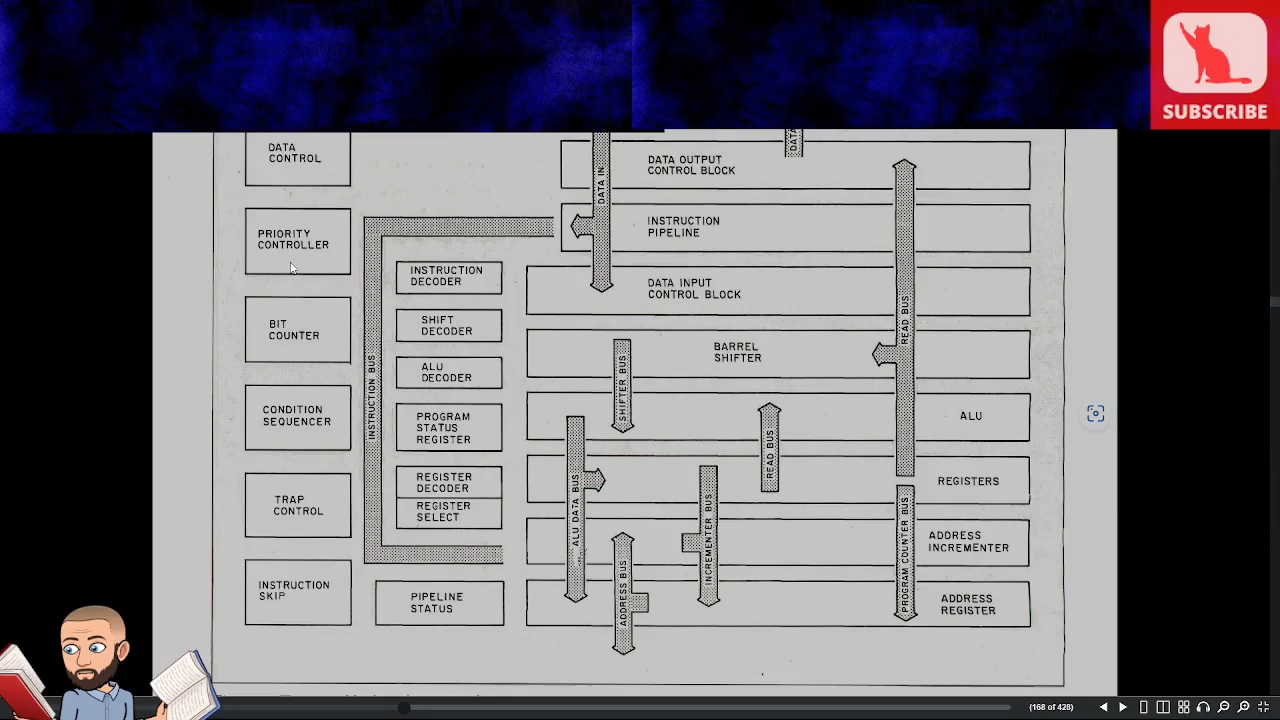 SUBSCRIBE
DATA
CONTROL
PRIORITY
CONTROLLER
BIT
COUNTER
CONDITION
SEQUENCER
TRAP
CONTROL
INSTRUCTION
SKIP
INSTRUCTION BUS
INSTRUCTION
DECODER
SHIFT
DECODER
ALU
DECODER
PROGRAM
STATUS
REGISTER
REGISTER
DECODER
REGISTER
SELECT
PIPELINE
STATUS
DATA IN
DATA
DATA OUTPUT
CONTROL BLOCK
INSTRUCTION
PIPELINE
DATA INPUT
CONTROL BLOCK
BARREL
SHIFTER
READ BUS
SHIFTER BUS
ALU
READ BUS
REGISTERS
ALU DATA BUS
INCREMENTER BUS
ADDRESS
INCREMENTER
ADDRESS BUS
PROGRAM COUNTER BUS
ADDRESS
REGISTER
(168 of 428)